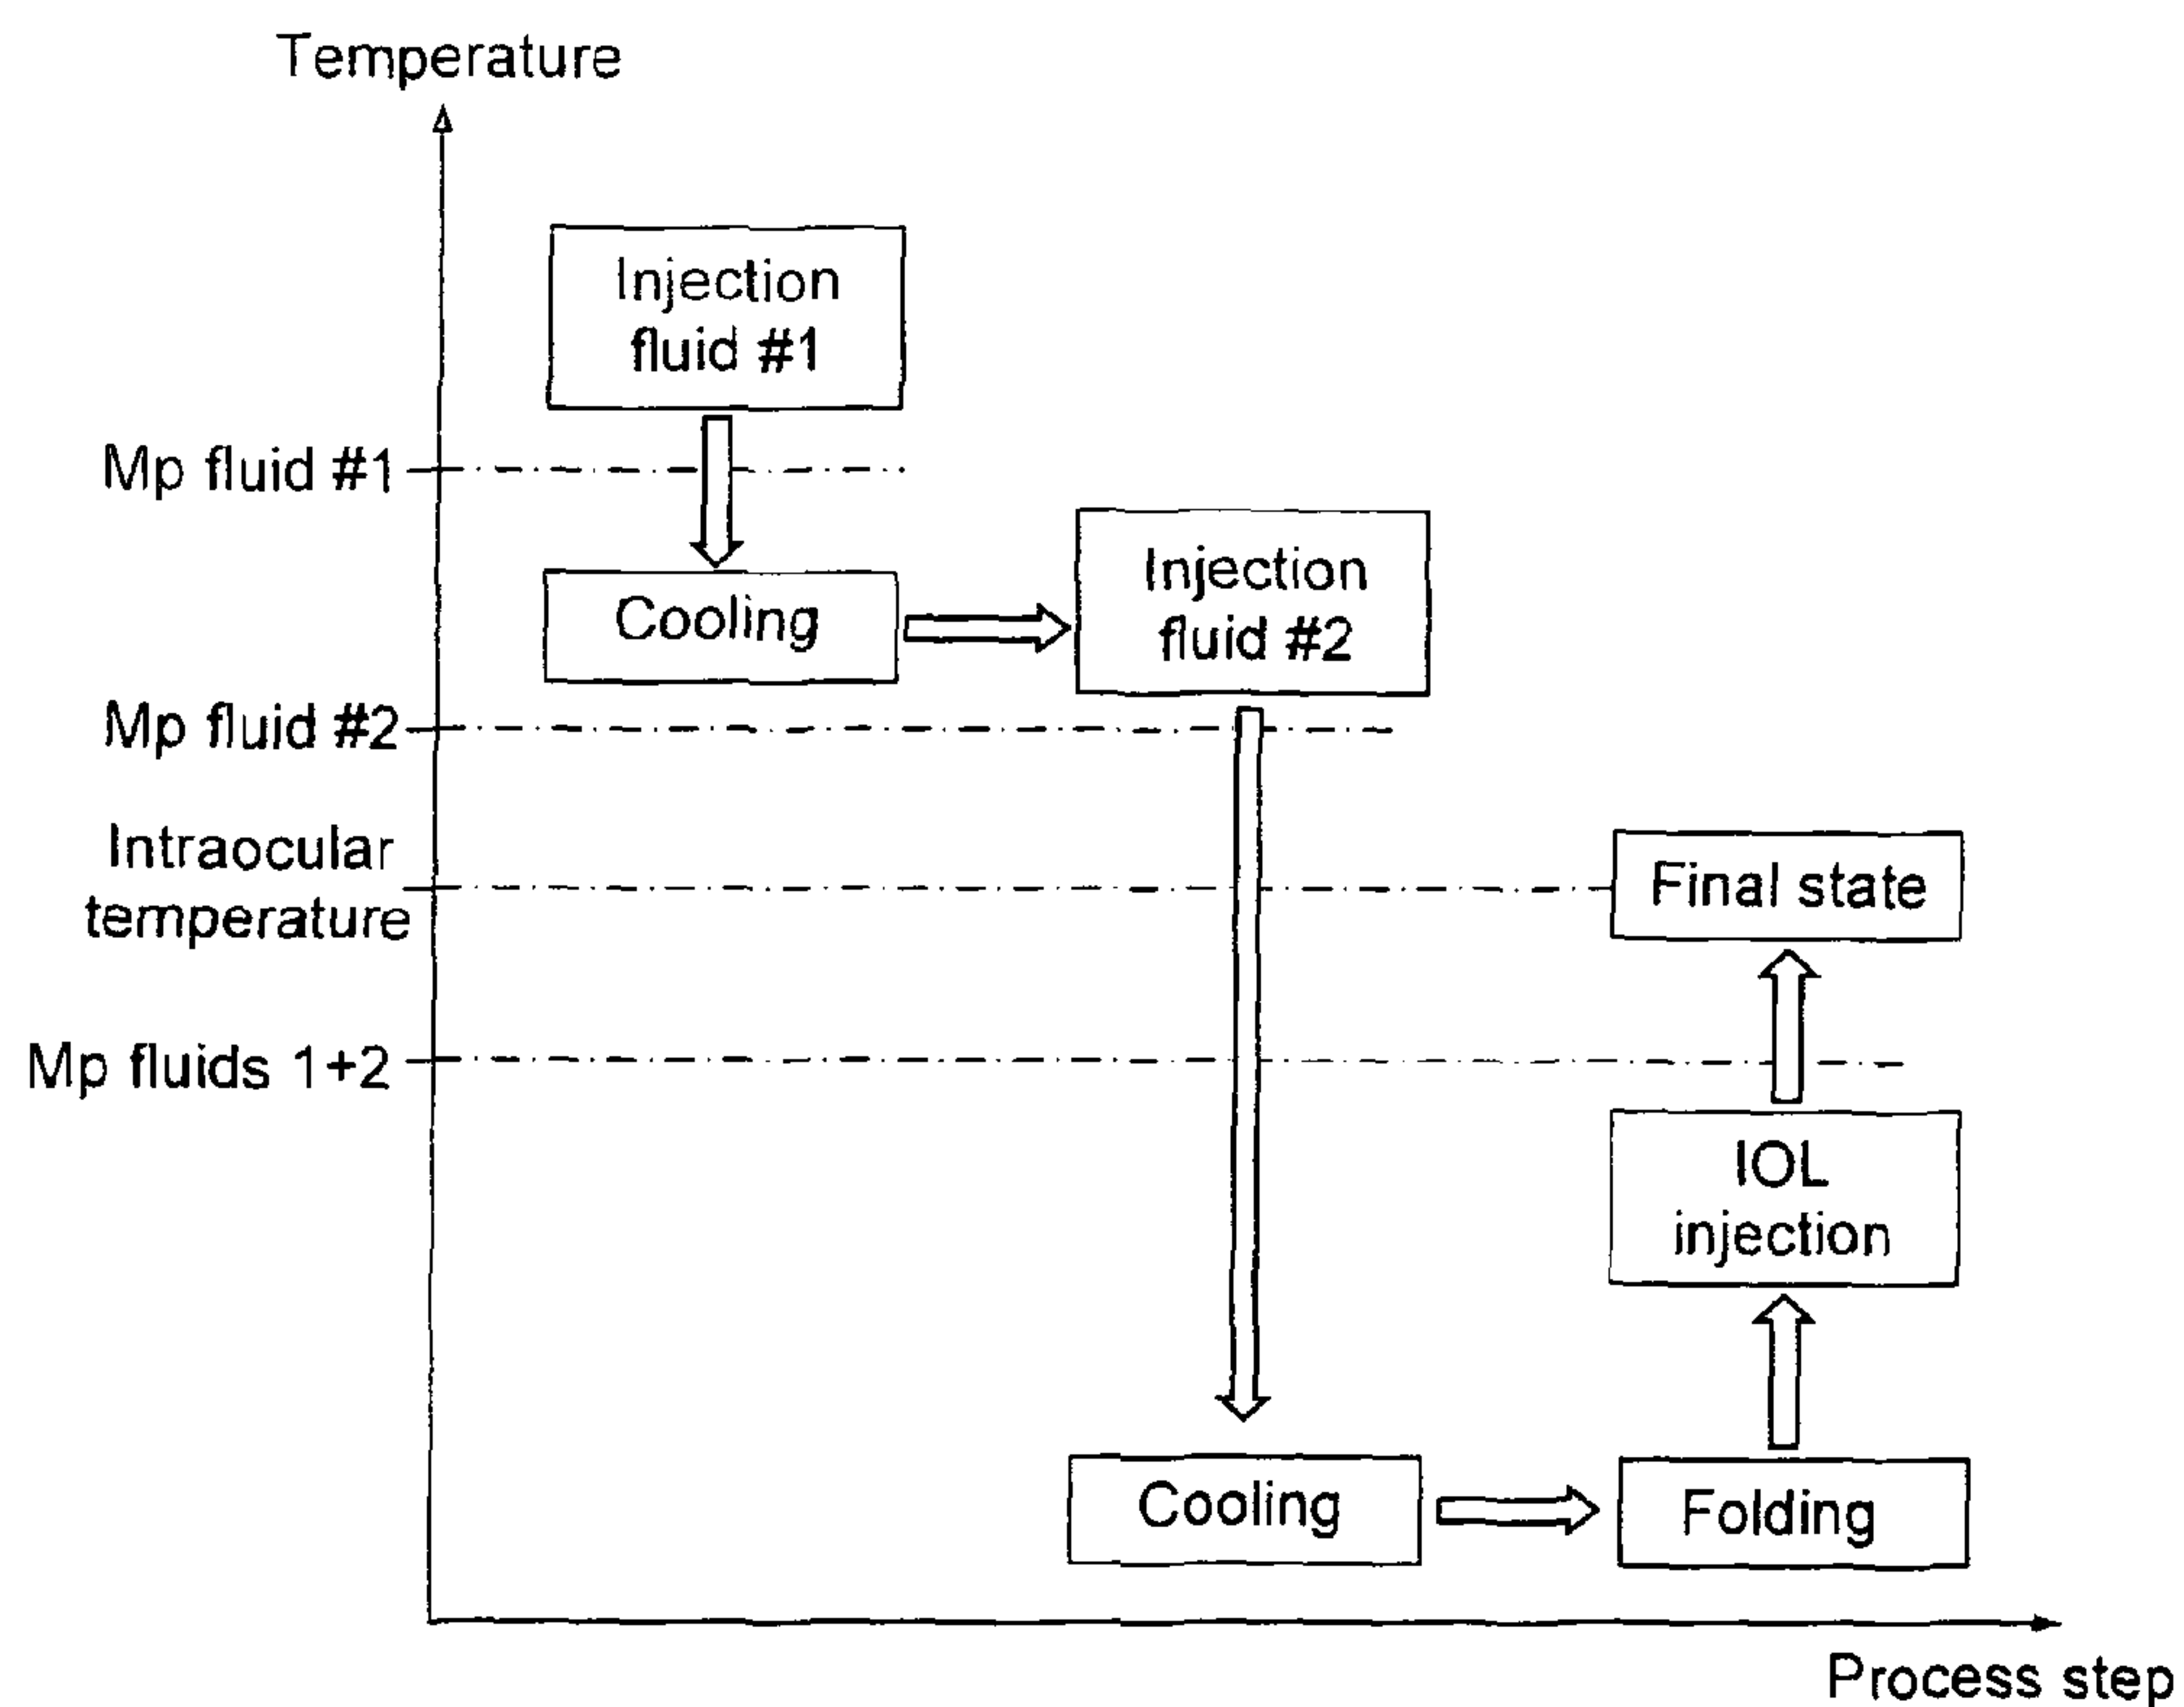 Temperature
Injection
fluid #1
Mp fluid #1
Cooling
Injection
fluid #2
Mp fluid #2
Intraocular
temperature
Final state
Mp fluids 1+2
IOL
injection
Cooling
Folding
Process step